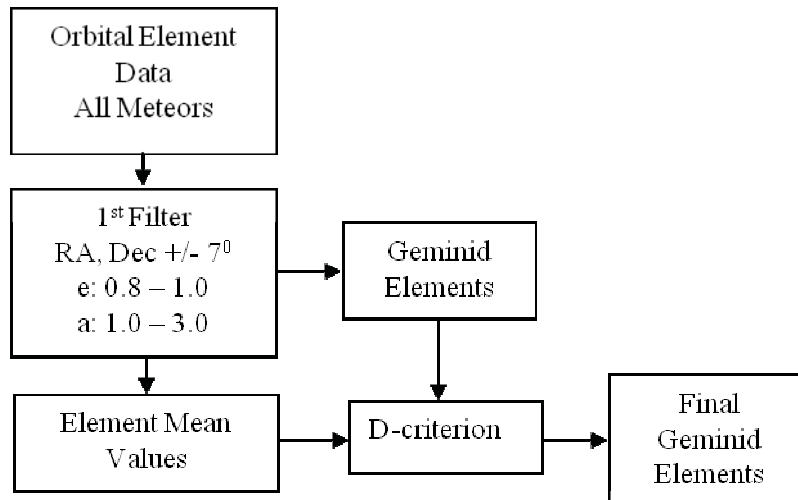 Orbital Element
Data
All Meteors
1st Filter
RA, Dec +/- 7⁰
e: 0.8 – 1.0
a: 1.0 – 3.0
Geminid
Elements
Element Mean
Values
D-criterion
Final
Geminid
Elements